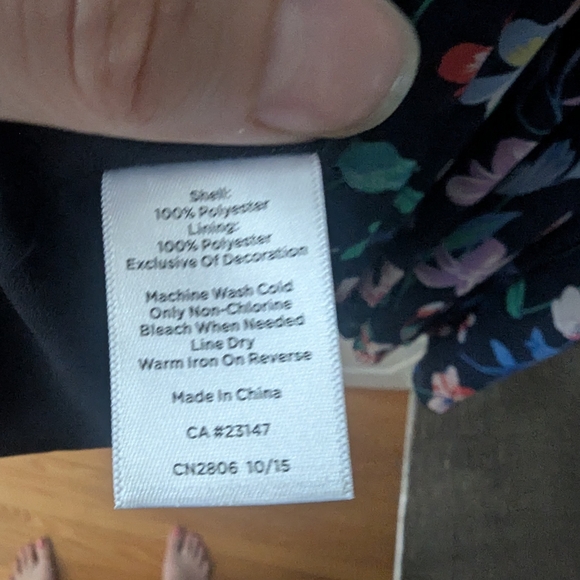 Shell:
100% Polyester
Lining:
100% Polyester
Exclusive Of Decoration
Machine Wash Cold
Only Non-Chlorine
Bleach When Needed
Line Dry
Warm Iron On Reverse
Made In China
CA #23147
CN2806 10/15